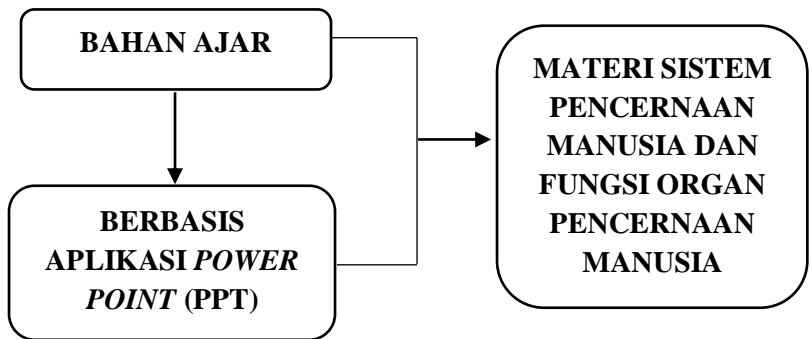 BAHAN AJAR
BERBASIS
APLIKASI POWER
POINT (PPT)
MATERI SISTEM
PENCERNAAN
MANUSIA DAN
FUNGSI ORGAN
PENCERNAAN
MANUSIA